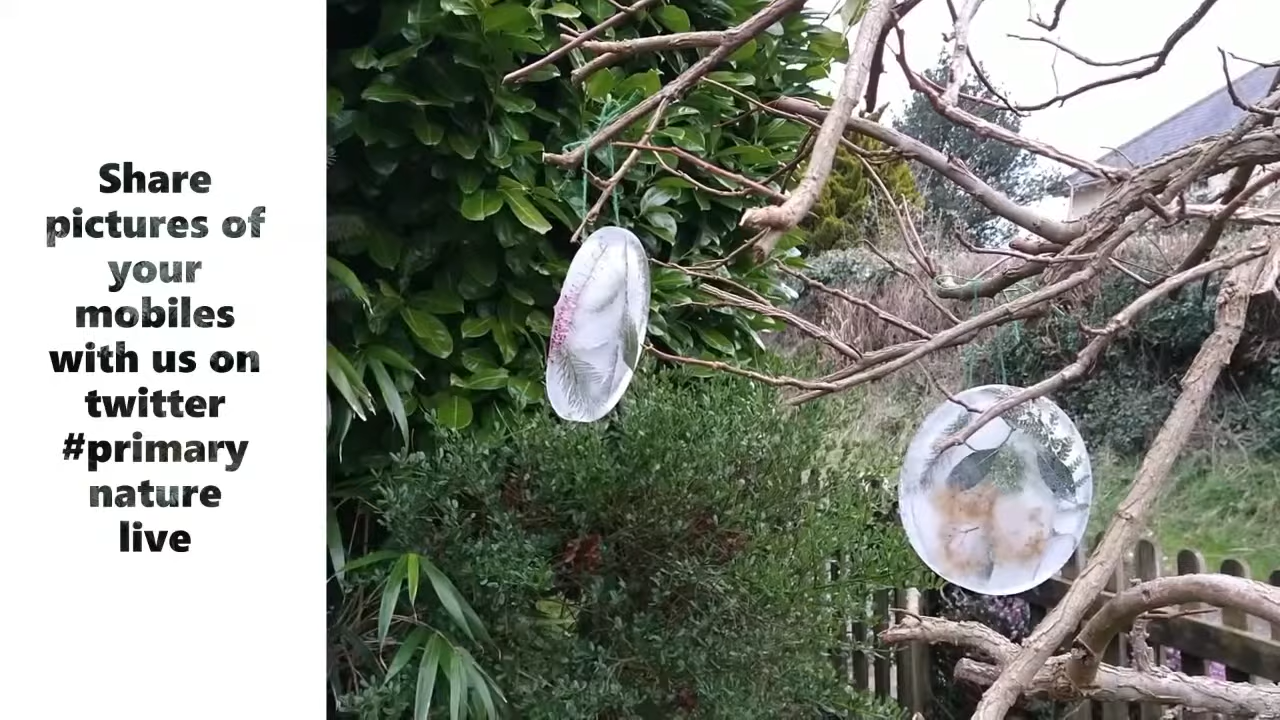 Share
pictures of
your
mobiles
with us on
twitter
#primary
nature
live